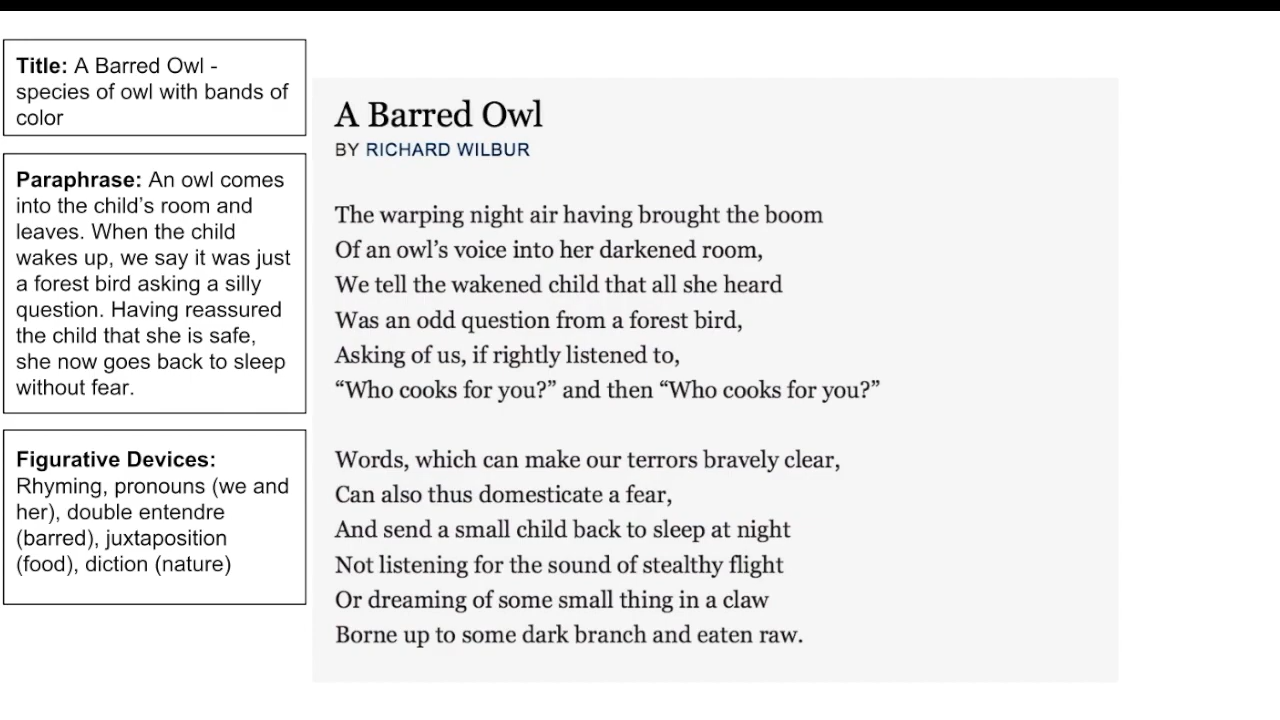 Title: A Barred Owl -
species of owl with bands of
color
Paraphrase: An owl comes
into the child's room and
leaves. When the child
wakes up, we say it was just
a forest bird asking a silly
question. Having reassured
the child that she is safe,
she now goes back to sleep
without fear.
Figurative Devices:
Rhyming, pronouns (we and
her), double entendre
(barred), juxtaposition
(food), diction (nature)
A Barred Owl
BY RICHARD WILBUR
The warping night air having brought the boom
Of an owl's voice into her darkened room,
We tell the wakened child that all she heard
Was an odd question from a forest bird,
Asking of us, if rightly listened to,
“Who cooks for you?” and then “Who cooks for you?”
Words, which can make our terrors bravely clear,
Can also thus domesticate a fear,
And send a small child back to sleep at night
Not listening for the sound of stealthy flight
Or dreaming of some small thing in a claw
Borne up to some dark branch and eaten raw.